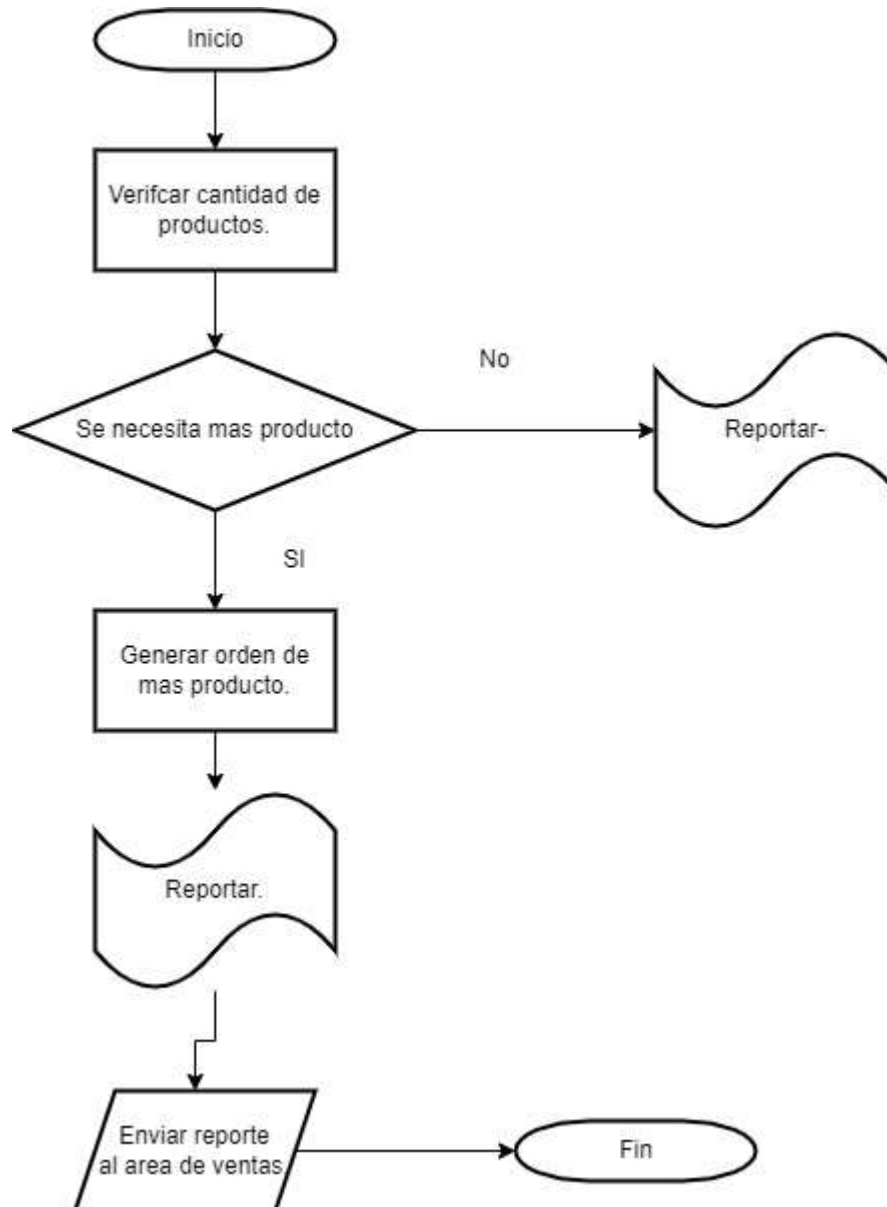 Inicio
Verifcar cantidad de
productos.
No
Se necesita mas producto
Reportar-
SI
Generar orden de
mas producto.
Reportar.
Enviar reporte
al area de ventas
Fin